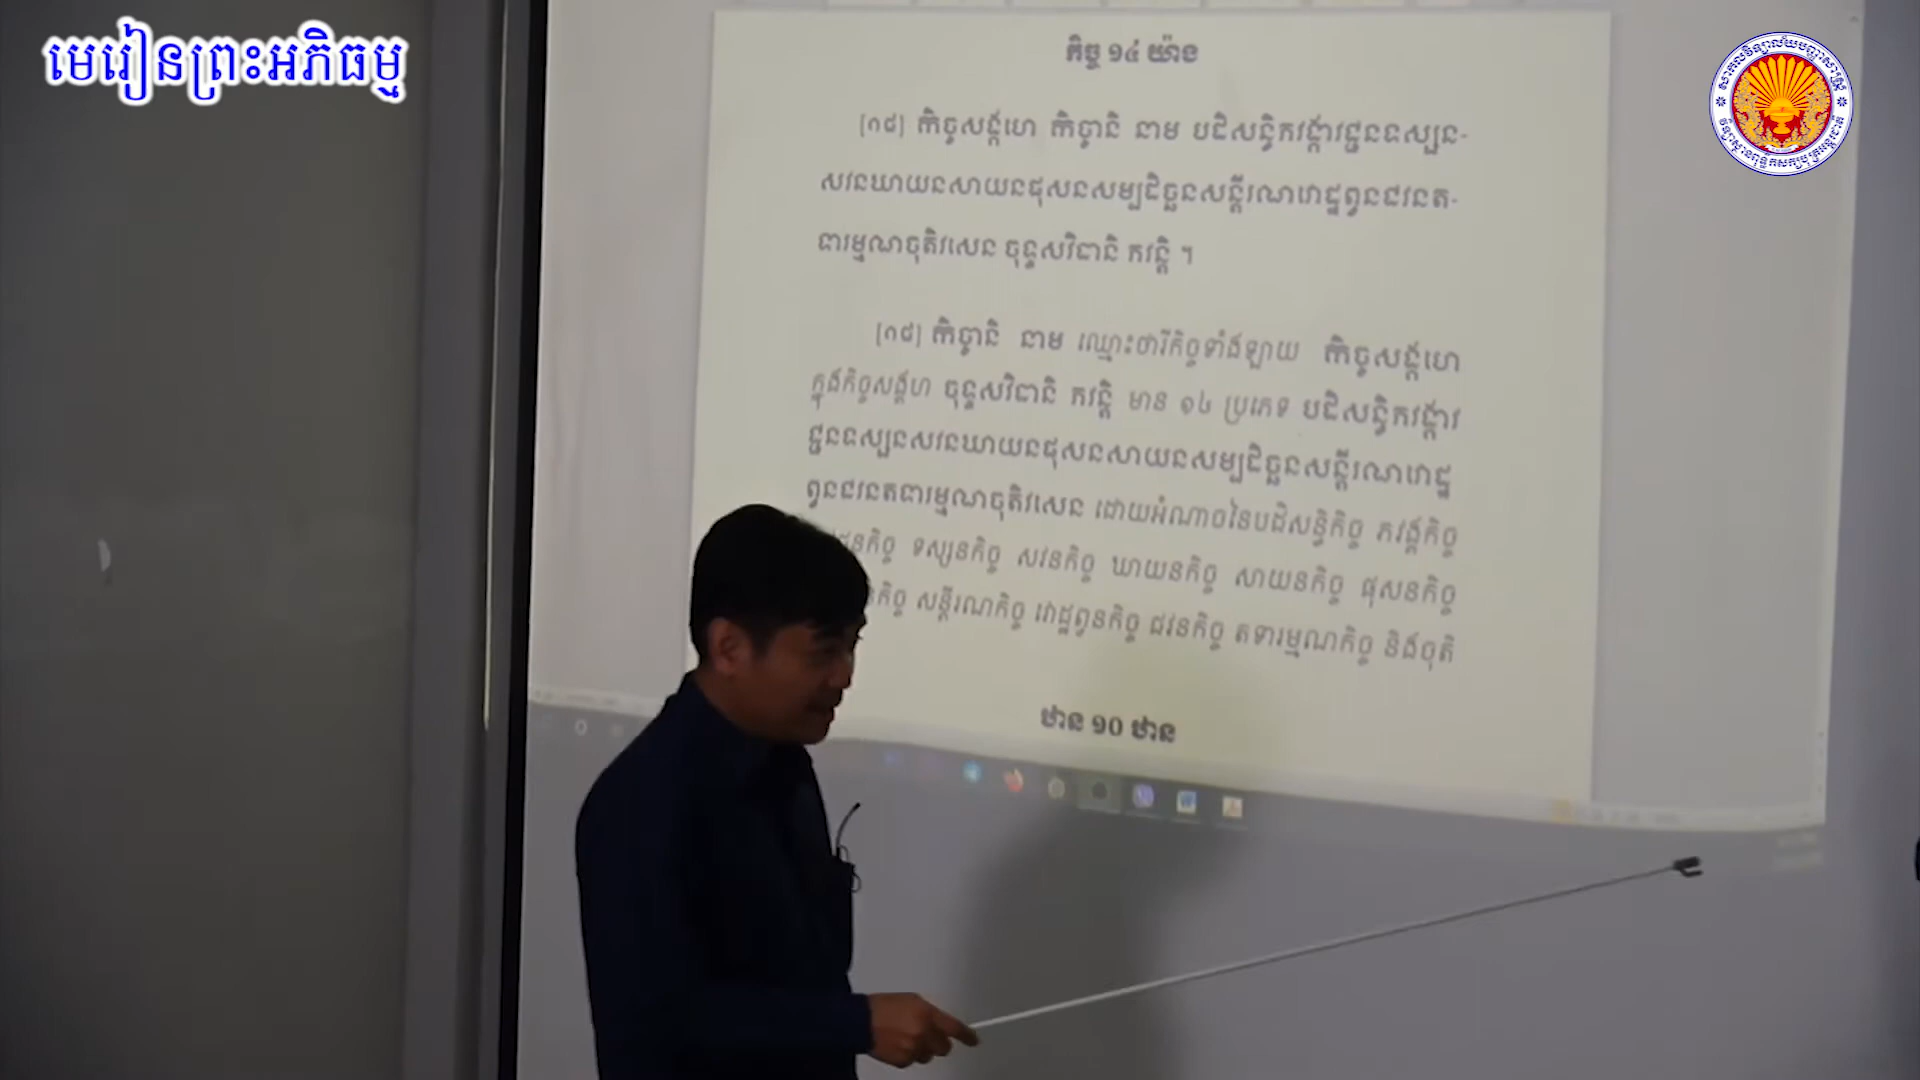 មេរៀនព្រះអភិធម្ម
សាកលវិទ្យាល័យបញ្ញាសាស្ត្រ
កិច្ច ១៤ យ៉ាង
[១៨] កិច្ចសង្គហេ កិច្ចានិ នាម បដិសន្ធិភវង្គាវជ្ជនទស្សន-
សវនឃាយនសាយនផុសនសម្បដិច្ឆនសន្តីរណវោដ្ឋព្វនជវនត-
ទារម្មណចុតិវសេន ចុទ្ទសវិធានិ ភវន្តិ ។
[១៨] កិច្ចានិ នាម ឈ្មោះថារីកិច្ចទាំងឡាយ កិច្ចសង្គហេ
ក្នុងកិច្ចសង្គហ ចុទ្ទសវិធានិ ភវន្តិ មាន ១៤ ប្រភេទ បដិសន្ធិភវង្គាវ
ជ្ជនទស្សនសវនឃាយនផុសនសាយនសម្បដិច្ឆនសន្តីរណវោដ្ឋ
ព្វនជវនតទារម្មណចុតិវសេន ដោយអំណាចនៃបដិសន្ធិកិច្ច ភវង្គកិច្ច
ទស្សនកិច្ច សវនកិច្ច ឃាយនកិច្ច សាយនកិច្ច ផុសនកិច្ច
សន្តីរណកិច្ច វោដ្ឋព្វនកិច្ច ជវនកិច្ច តទារម្មណកិច្ច និងចុតិ
ឋាន ១០ ឋាន